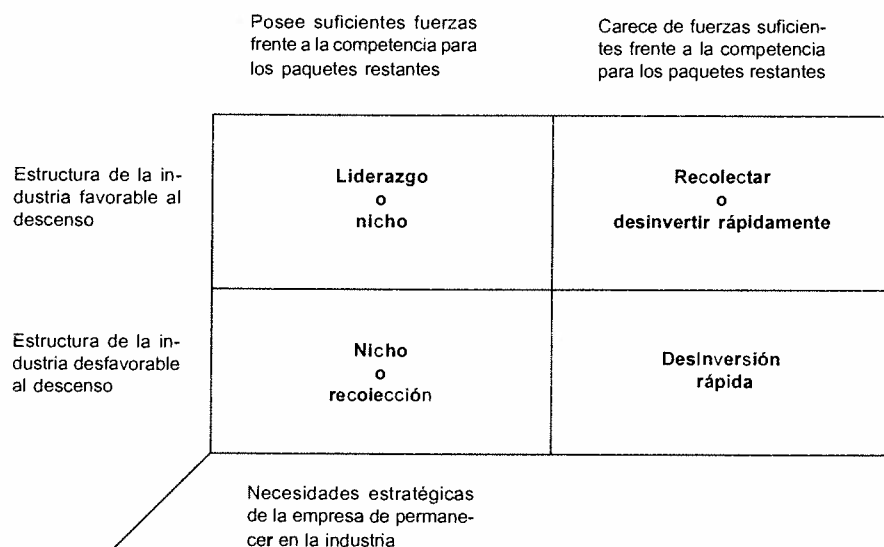 Posee suficientes fuerzas
frente a la competencia para
los paquetes restantes
Carece de fuerzas suficien-
tes frente a la competencia
para los paquetes restantes
Estructura de la in-
dustria favorable al
descenso
Liderazgo
o
nicho
Recolectar
o
desinvertir rápidamente
Estructura de la in-
dustria desfavorable
al descenso
Nicho
o
recolección
DesInversión
rápida
Necesidades estratégicas
de la empresa de permane-
cer en la industria